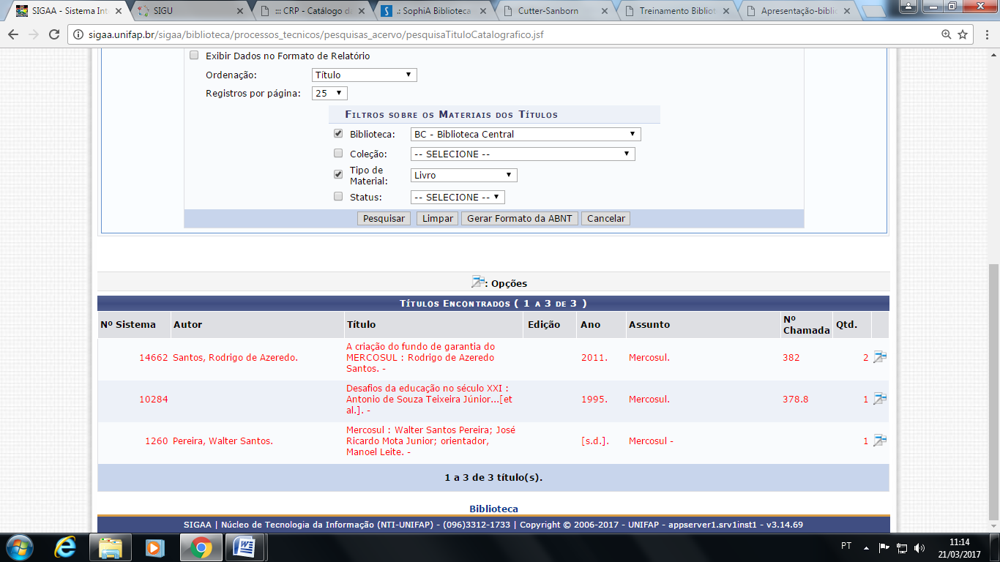 SIGAA - Sistema Int
SIGU
::: CRP - Catálogo da
.: SophiA Biblioteca
Cutter-Sanborn
Treinamento Bibliot
Apresentação-bibli
sigaa.unifap.br/sigaa/biblioteca/processos_tecnicos/pesquisas_acervo/pesquisaTituloCatalografico.jsf
Exibir Dados no Formato de Relatório
Ordenação: Título
Registros por página: 25
Filtros sobre os Materiais dos Títulos
Biblioteca: BC - Biblioteca Central
Coleção: -- SELECIONE --
Tipo de
Material: Livro
Status: -- SELECIONE --
Pesquisar Limpar Gerar Formato da ABNT Cancelar
: Opções
Títulos Encontrados ( 1 a 3 de 3 )
Nº Sistema Autor Título Edição Ano Assunto Nº
Chamada Qtd.
A criação do fundo de garantia do
14662 Santos, Rodrigo de Azeredo. MERCOSUL : Rodrigo de Azeredo 2011. Mercosul. 382 2
Santos. -
Desafios da educação no século XXI :
10284 Antonio de Souza Teixeira Júnior...[et 1995. Mercosul. 378.8 1
al.]. -
Mercosul : Walter Santos Pereira; José
1260 Pereira, Walter Santos. Ricardo Mota Junior; orientador, [s.d.]. Mercosul - 1
Manoel Leite. -
1 a 3 de 3 título(s).
Biblioteca
SIGAA | Núcleo de Tecnologia da Informação (NTI-UNIFAP) - (096)3312-1733 | Copyright © 2006-2017 - UNIFAP - appserver1.srv1inst1 - v3.14.69
PT
11:14
21/03/2017